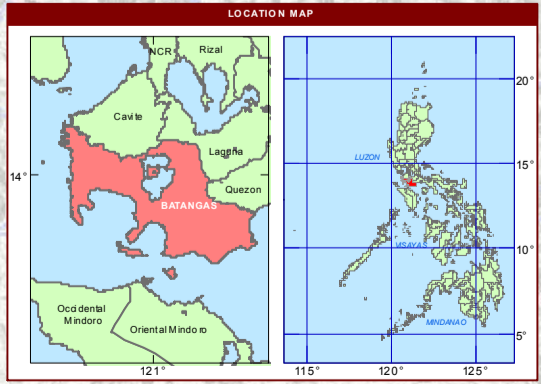 LOCATION MAP
NCR
Rizal
Cavite
Laguna
Quezon
14°
BATANGAS
Occidental
Mindoro
Oriental Mindoro
121°
20°
LUZON
15°
VISAYAS
10°
MINDANAO
5°
115°
120°
125°